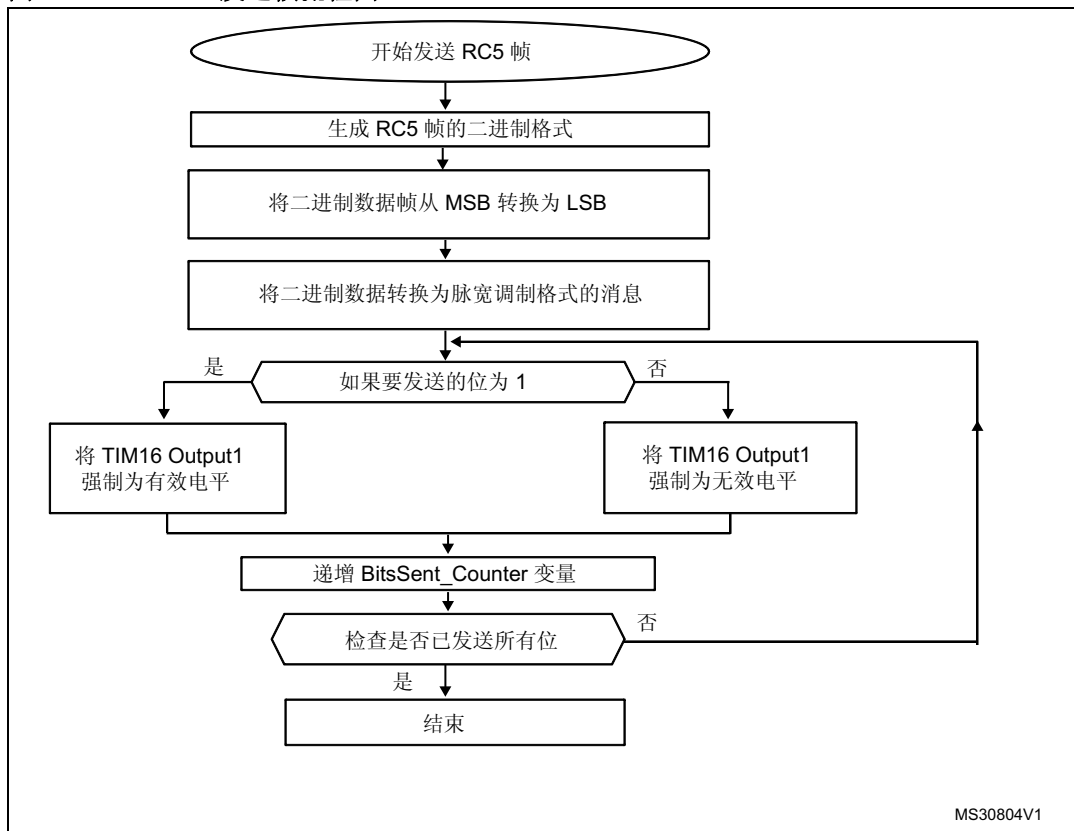 开始发送 RC5 帧
生成 RC5 帧的二进制格式
将二进制数据帧从 MSB 转换为 LSB
将二进制数据转换为脉宽调制格式的消息
是
如果要发送的位为 1
否
将 TIM16 Output1
强制为有效电平
将 TIM16 Output1
强制为无效电平
递增 BitsSent_Counter 变量
检查是否已发送所有位
否
是
结束
MS30804V1